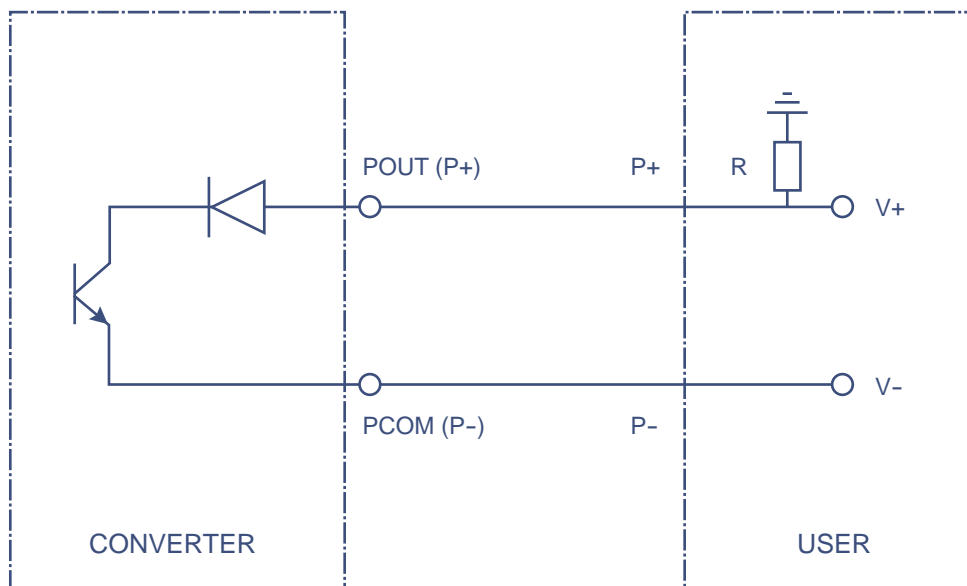 POUT (P+)
P+
R
V+
V-
PCOM (P-)
P-
CONVERTER
USER